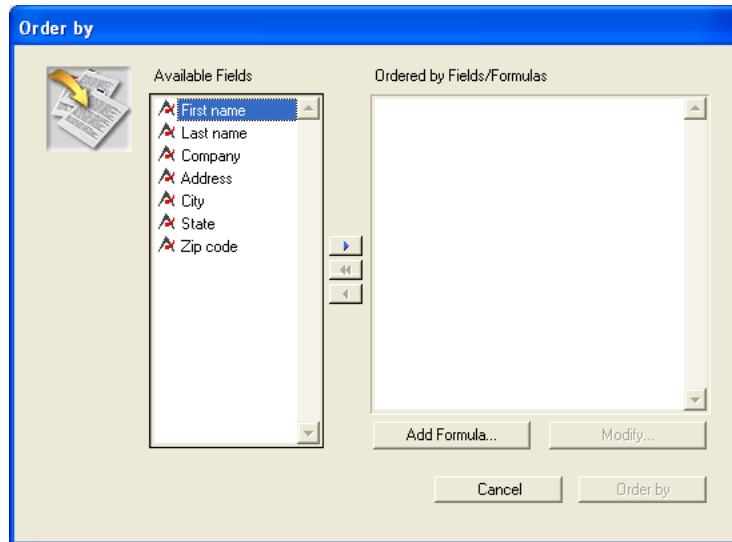 Order by
Available Fields
Ordered by Fields/Formulas
First name
Last name
Company
Address
City
State
Zip code
Add Formula...
Modify...
Cancel
Order by